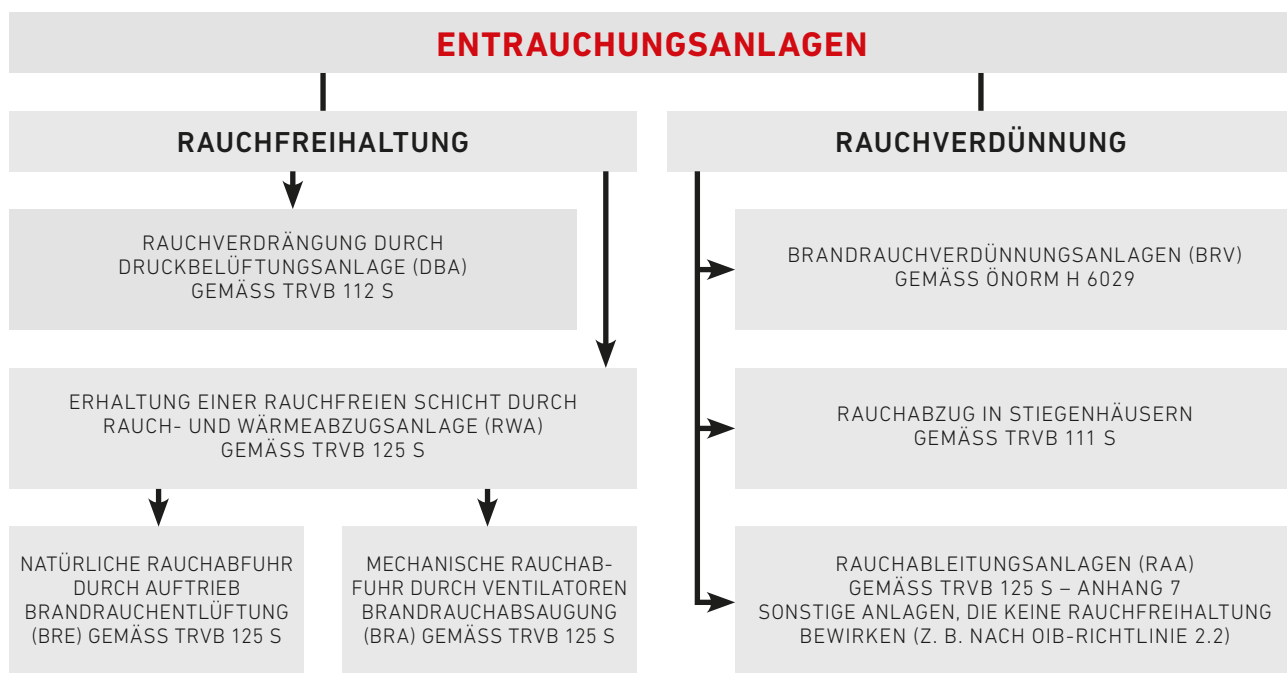 ENTRAUCHUNGSANLAGEN
RAUCHFREIHALTUNG
RAUCHVERDRÄNGUNG DURCH
DRUCKBELÜFTUNGSANLAGE (DBA)
GEMÄSS TRVB 112 S
ERHALTUNG EINER RAUCHFREIEN SCHICHT DURCH
RAUCH- UND WÄRMEABZUGSANLAGE (RWA)
GEMÄSS TRVB 125 S
NATÜRLICHE RAUCHABFUHR
DURCH AUFTRIEB
BRANDRAUCHENTLÜFTUNG
(BRE) GEMÄSS TRVB 125 S
MECHANISCHE RAUCHAB-
FUHR DURCH VENTILATOREN
BRANDRAUCHABSAUGUNG
(BRA) GEMÄSS TRVB 125 S
RAUCHVERDÜNNUNG
BRANDRAUCHVERDÜNNUNGSANLAGEN (BRV)
GEMÄSS ÖNORM H 6029
RAUCHABZUG IN STIEGENHÄUSERN
GEMÄSS TRVB 111 S
RAUCHABLEITUNGSANLAGEN (RAA)
GEMÄSS TRVB 125 S – ANHANG 7
SONSTIGE ANLAGEN, DIE KEINE RAUCHFREIHALTUNG
BEWIRKEN (Z. B. NACH OIB-RICHTLINIE 2.2)